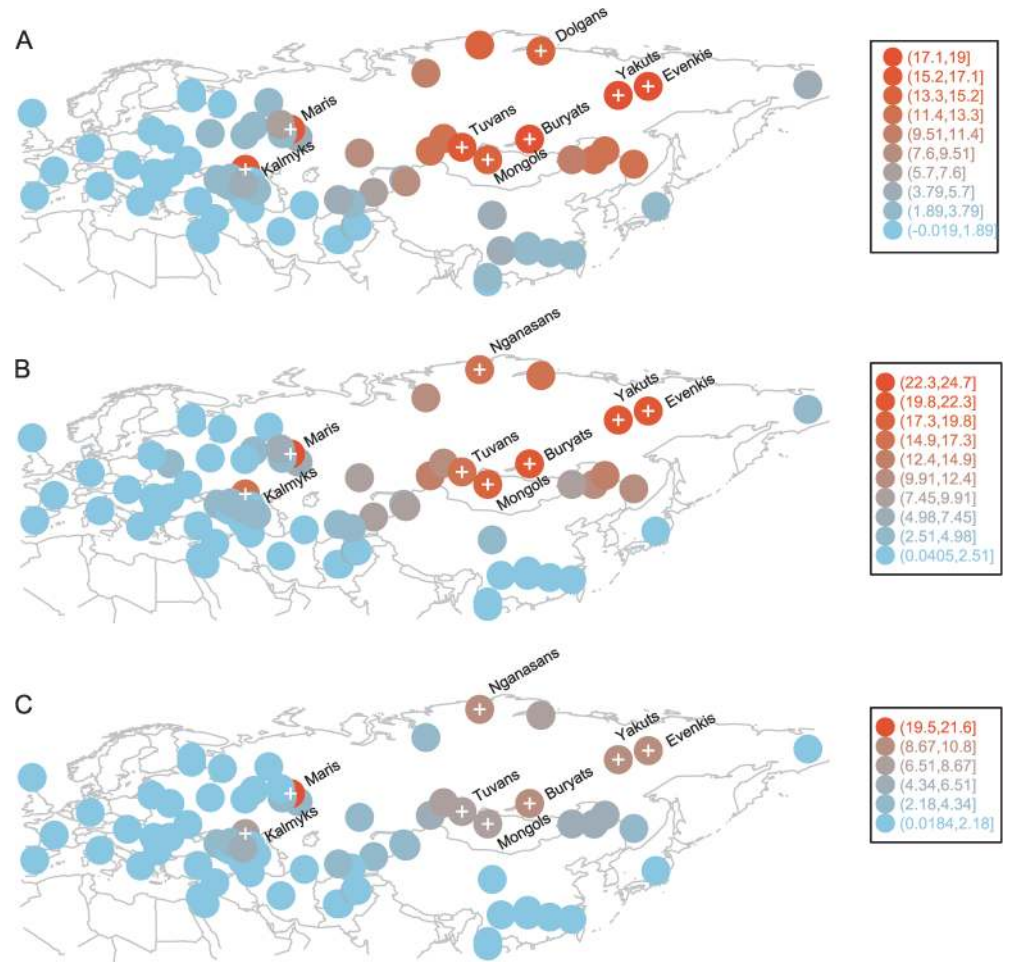 A
Dolgans
Yakuts
Evenkis
Maris
Tuvans
Buryats
Kalmyks
Mongols
(17.1,19]
(15.2,17.1]
(13.3,15.2]
(11.4,13.3]
(9.51,11.4]
(7.6,9.51]
(5.7,7.6]
(3.79,5.7]
(1.89,3.79]
(-0.019,1.89]
B
Nganasans
Yakuts
Evenkis
Maris
Tuvans
Buryats
Kalmyks
Mongols
(22.3,24.7]
(19.8,22.3]
(17.3,19.8]
(14.9,17.3]
(12.4,14.9]
(9.91,12.4]
(7.45,9.91]
(4.98,7.45]
(2.51,4.98]
(0.0405,2.51]
C
Nganasans
Yakuts
Evenkis
Maris
Tuvans
Buryats
Kalmyks
Mongols
(19.5,21.6]
(8.67,10.8]
(6.51,8.67]
(4.34,6.51]
(2.18,4.34]
(0.0184,2.18]